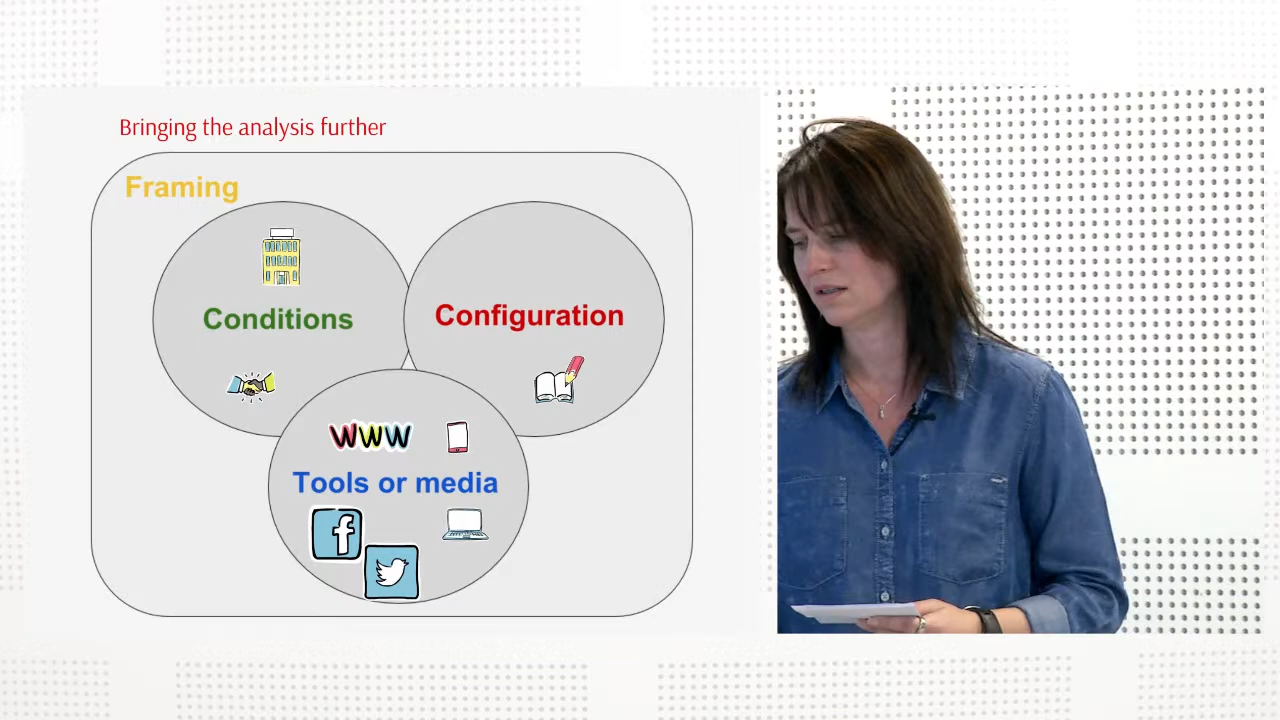 Bringing the analysis further
Framing
Conditions
Configuration
www
Tools or media
f